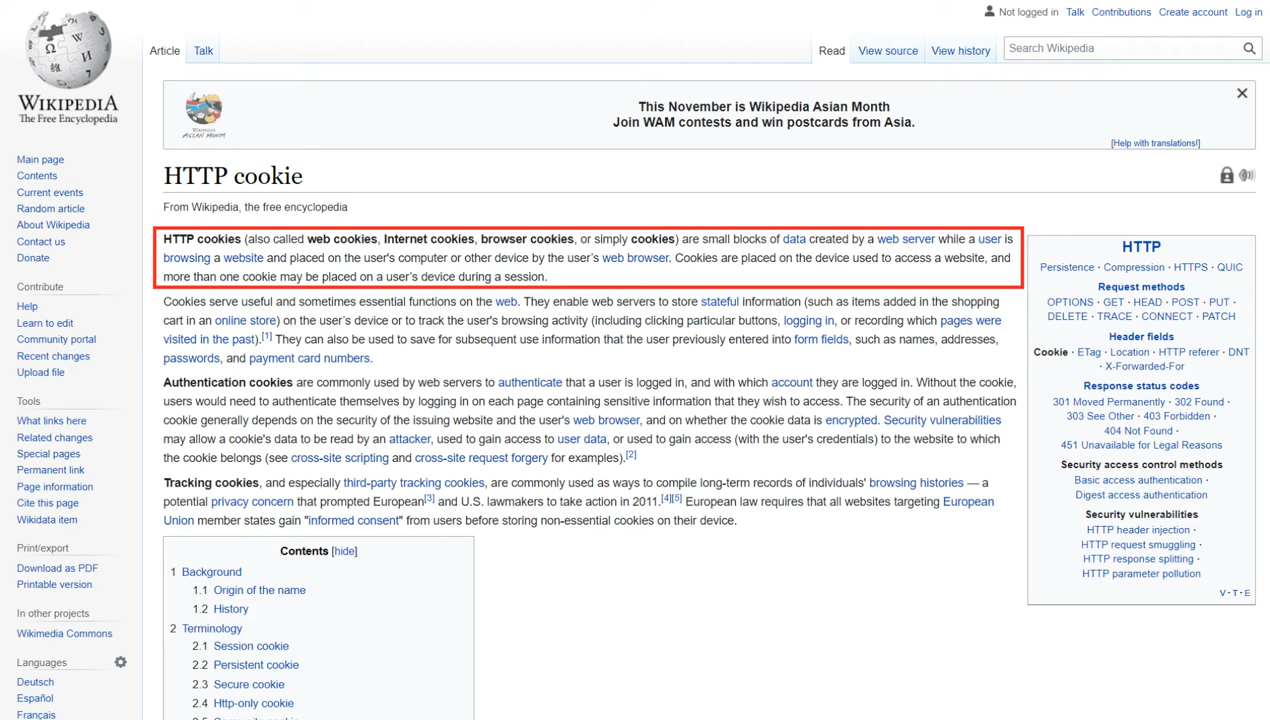 Not logged in Talk Contributions Create account Log in
Article Talk Read View source View history Search Wikipedia
WIKIPEDIA
The Free Encyclopedia
Main page
Contents
Current events
Random article
About Wikipedia
Contact us
Donate
Contribute
Help
Learn to edit
Community portal
Recent changes
Upload file
Tools
What links here
Related changes
Special pages
Permanent link
Page information
Cite this page
Wikidata item
Print/export
Download as PDF
Printable version
In other projects
Wikimedia Commons
Languages
Deutsch
Español
Français
WIKIPEDIA
ASIAN MONTH
This November is Wikipedia Asian Month
Join WAM contests and win postcards from Asia.
[Help with translations!]
HTTP cookie
From Wikipedia, the free encyclopedia
HTTP cookies (also called web cookies, Internet cookies, browser cookies, or simply cookies) are small blocks of data created by a web server while a user is
browsing a website and placed on the user's computer or other device by the user’s web browser. Cookies are placed on the device used to access a website, and
more than one cookie may be placed on a user’s device during a session.
Cookies serve useful and sometimes essential functions on the web. They enable web servers to store stateful information (such as items added in the shopping
cart in an online store) on the user’s device or to track the user's browsing activity (including clicking particular buttons, logging in, or recording which pages were
visited in the past).[1] They can also be used to save for subsequent use information that the user previously entered into form fields, such as names, addresses,
passwords, and payment card numbers.
Authentication cookies are commonly used by web servers to authenticate that a user is logged in, and with which account they are logged in. Without the cookie,
users would need to authenticate themselves by logging in on each page containing sensitive information that they wish to access. The security of an authentication
cookie generally depends on the security of the issuing website and the user's web browser, and on whether the cookie data is encrypted. Security vulnerabilities
may allow a cookie's data to be read by an attacker, used to gain access to user data, or used to gain access (with the user's credentials) to the website to which
the cookie belongs (see cross-site scripting and cross-site request forgery for examples).[2]
Tracking cookies, and especially third-party tracking cookies, are commonly used as ways to compile long-term records of individuals' browsing histories — a
potential privacy concern that prompted European[3] and U.S. lawmakers to take action in 2011.[4][5] European law requires that all websites targeting European
Union member states gain "informed consent" from users before storing non-essential cookies on their device.
Contents [hide]
1 Background
1.1 Origin of the name
1.2 History
2 Terminology
2.1 Session cookie
2.2 Persistent cookie
2.3 Secure cookie
2.4 Http-only cookie
HTTP
Persistence · Compression · HTTPS · QUIC
Request methods
OPTIONS · GET · HEAD · POST · PUT ·
DELETE · TRACE · CONNECT · PATCH
Header fields
Cookie · ETag · Location · HTTP referer · DNT
· X-Forwarded-For
Response status codes
301 Moved Permanently · 302 Found ·
303 See Other · 403 Forbidden ·
404 Not Found ·
451 Unavailable for Legal Reasons
Security access control methods
Basic access authentication ·
Digest access authentication
Security vulnerabilities
HTTP header injection ·
HTTP request smuggling ·
HTTP response splitting ·
HTTP parameter pollution
V · T · E